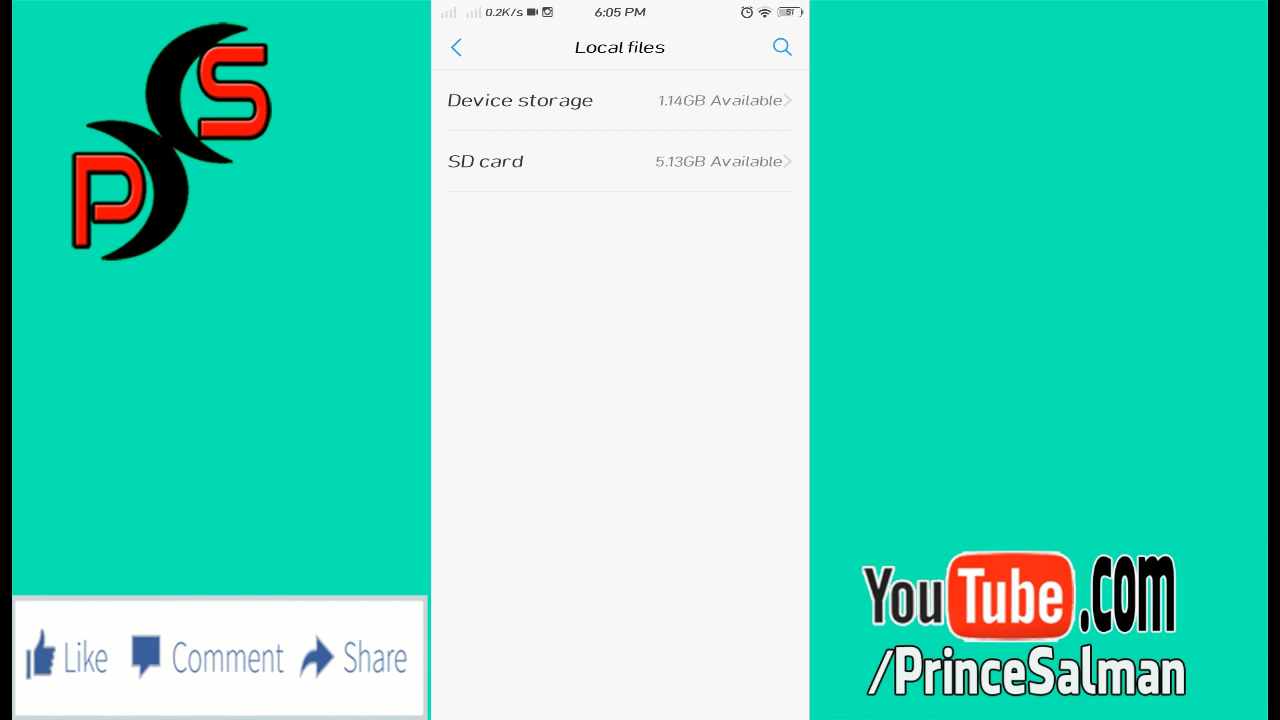 PS
0.2K/s 6:05 PM 51
Local files
Device storage 1.14GB Available
SD card 5.13GB Available
Like Comment Share
YouTube.com
/PrinceSalman